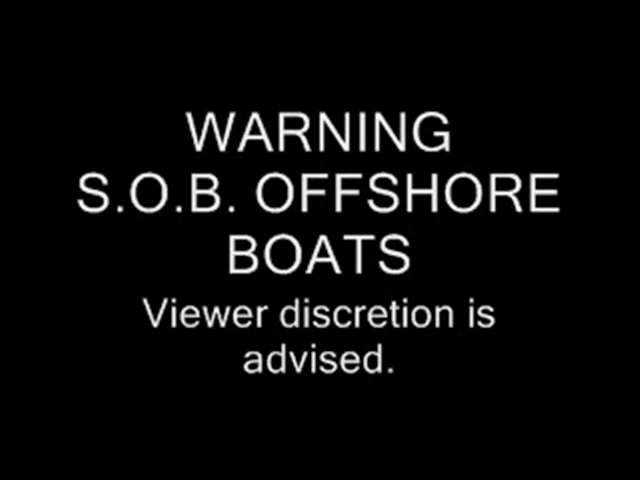 WARNING
S.O.B. OFFSHORE
BOATS
Viewer discretion is
advised.